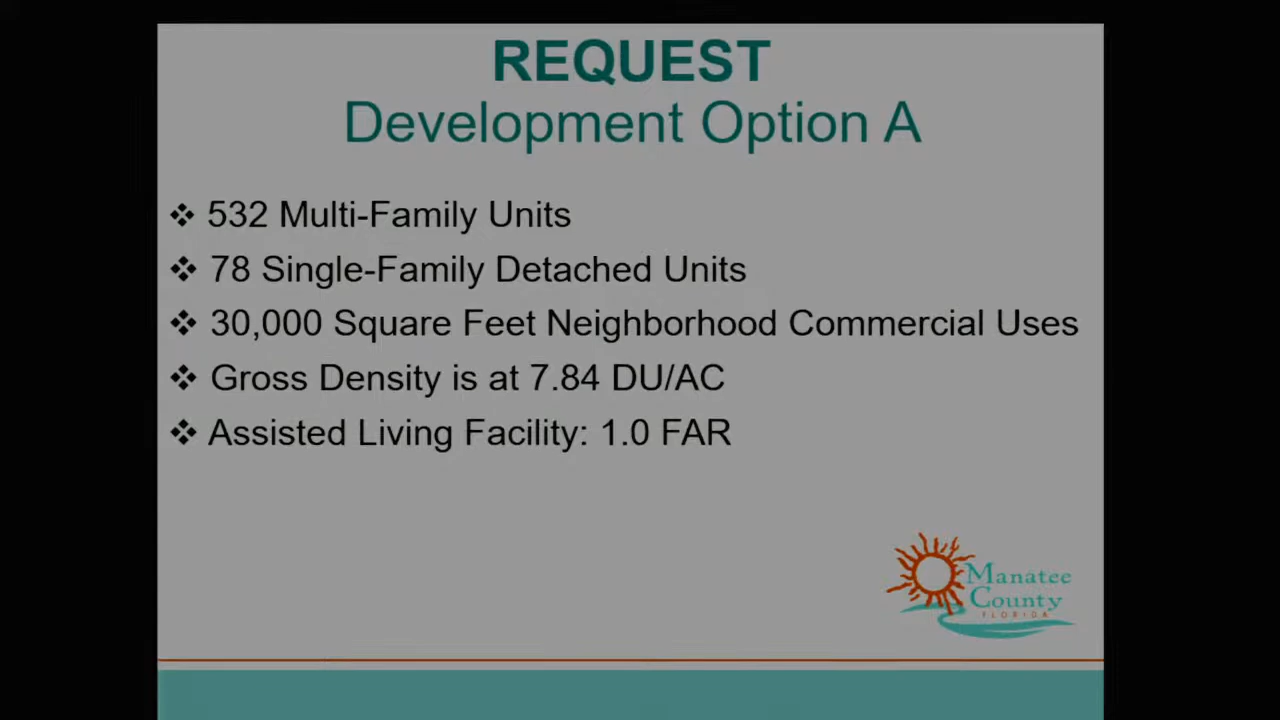 REQUEST
Development Option A
❖ 532 Multi-Family Units
❖ 78 Single-Family Detached Units
❖ 30,000 Square Feet Neighborhood Commercial Uses
❖ Gross Density is at 7.84 DU/AC
❖ Assisted Living Facility: 1.0 FAR
Manatee
County
FLORIDA